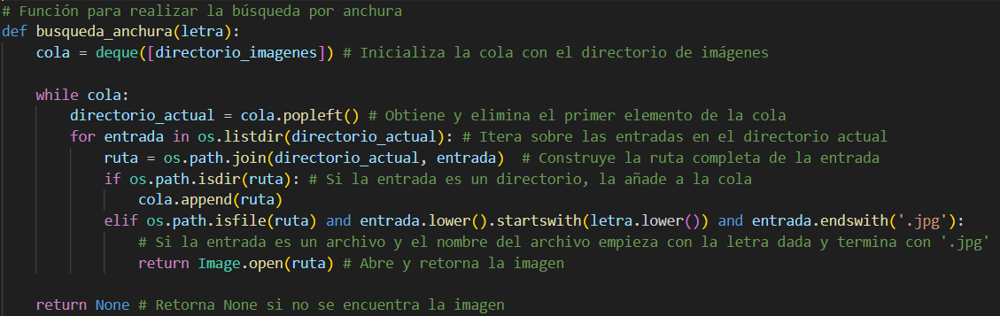 # Función para realizar la búsqueda por anchura
def busqueda_anchura(letra):
    cola = deque([directorio_imagenes]) # Inicializa la cola con el directorio de imágenes

    while cola:
        directorio_actual = cola.popleft() # Obtiene y elimina el primer elemento de la cola
        for entrada in os.listdir(directorio_actual): # Itera sobre las entradas en el directorio actual
            ruta = os.path.join(directorio_actual, entrada)  # Construye la ruta completa de la entrada
            if os.path.isdir(ruta): # Si la entrada es un directorio, la añade a la cola
                cola.append(ruta)
            elif os.path.isfile(ruta) and entrada.lower().startswith(letra.lower()) and entrada.endswith('.jpg'):
                # Si la entrada es un archivo y el nombre del archivo empieza con la letra dada y termina con '.jpg'
                return Image.open(ruta) # Abre y retorna la imagen

    return None # Retorna None si no se encuentra la imagen